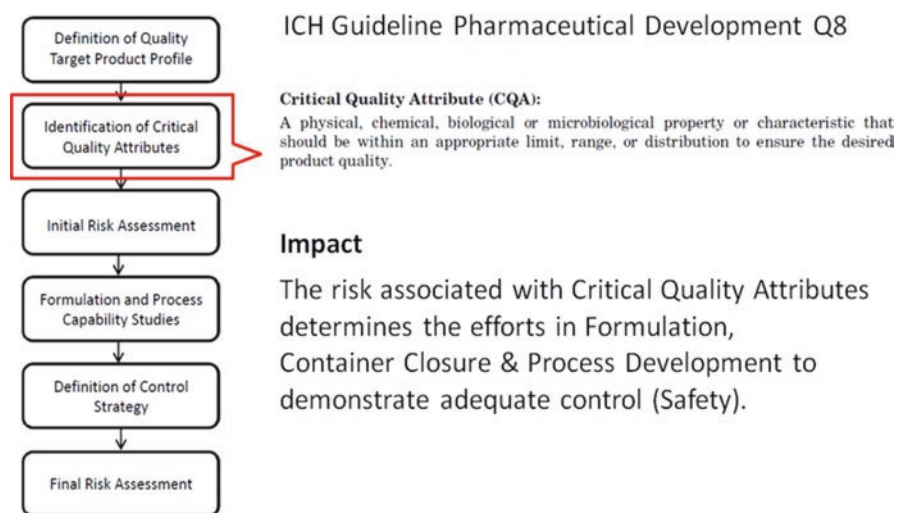 Definition of Quality
Target Product Profile
Identification of Critical
Quality Attributes
Initial Risk Assessment
Formulation and Process
Capability Studies
Definition of Control
Strategy
Final Risk Assessment
ICH Guideline Pharmaceutical Development Q8
Critical Quality Attribute (CQA):
A physical, chemical, biological or microbiological property or characteristic that
should be within an appropriate limit, range, or distribution to ensure the desired
product quality.
Impact
The risk associated with Critical Quality Attributes
determines the efforts in Formulation,
Container Closure & Process Development to
demonstrate adequate control (Safety).